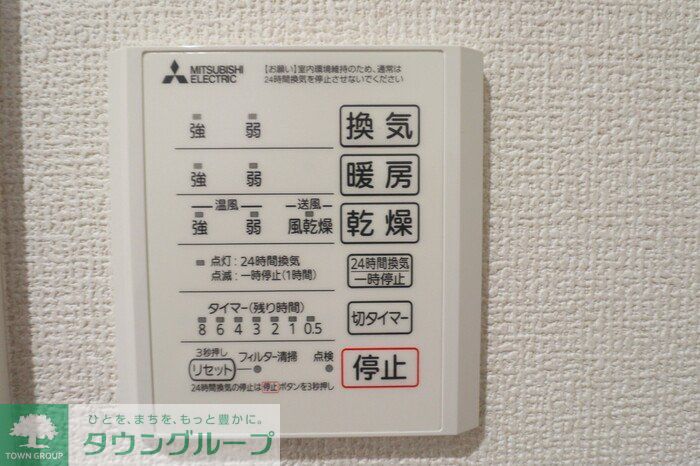 MITSUBISHI ELECTRIC
【お願い】室内環境維持のため、通常は
24時間換気を停止させないでください
強 弱 換気
強 弱 暖房
温風 送風
強 弱 風乾燥 乾燥
点灯:24時間換気
点滅:一時停止(1時間)
24時間換気
一時停止
タイマー(残り時間)
8 6 4 3 2 1 0.5
切タイマー
3秒押し
リセット フィルター清掃 点検
停止
24時間換気の停止は停止ボタンを3秒押し
TOWN GROUP
ひとを、まちを、もっと豊かに。
タウングループ